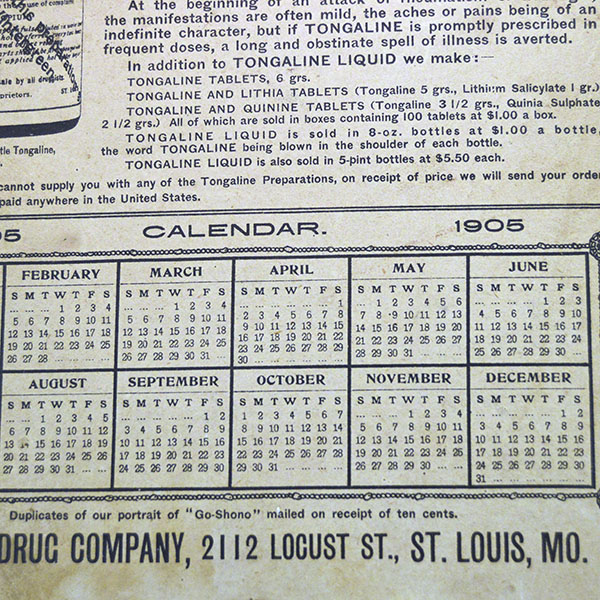 At the beginning of an attack of
the manifestations are often mild, the aches or pains being of an
indefinite character, but if TONGALINE is promptly prescribed in
frequent doses, a long and obstinate spell of illness is averted.
In addition to TONGALINE LIQUID we make:—
TONGALINE TABLETS, 6 grs.
TONGALINE AND LITHIA TABLETS (Tongaline 5 grs., Lithium Salicylate 1 gr.)
TONGALINE AND QUININE TABLETS (Tongaline 3 1/2 grs., Quinia Sulphate
2 1/2 grs.) All of which are sold in boxes containing 100 tablets at $1.00 a box.
TONGALINE LIQUID is sold in 8-oz. bottles at $1.00 a bottle,
the word TONGALINE being blown in the shoulder of each bottle.
TONGALINE LIQUID is also sold in 5-pint bottles at $5.50 each.
sale by all druggists
prietors.
tle Tongaline,
cannot supply you with any of the Tongaline Preparations, on receipt of price we will send your order
paid anywhere in the United States.
05 CALENDAR. 1905
FEBRUARY
S M T W T F S
... ... ... 1 2 3 4
5 6 7 8 9 10 11
12 13 14 15 16 17 18
19 20 21 22 23 24 25
26 27 28 ... ... ... ...
MARCH
S M T W T F S
... ... ... 1 2 3 4
5 6 7 8 9 10 11
12 13 14 15 16 17 18
19 20 21 22 23 24 25
26 27 28 29 30 31 ...
APRIL
S M T W T F S
... ... ... ... ... ... 1
2 3 4 5 6 7 8
9 10 11 12 13 14 15
16 17 18 19 20 21 22
23 24 25 26 27 28 29
30 ... ... ... ... ... ...
MAY
S M T W T F S
... 1 2 3 4 5 6
7 8 9 10 11 12 13
14 15 16 17 18 19 20
21 22 23 24 25 26 27
28 29 30 31 ... ... ...
JUNE
S M T W T F S
... ... ... ... 1 2 3
4 5 6 7 8 9 10
11 12 13 14 15 16 17
18 19 20 21 22 23 24
25 26 27 28 29 30 ...
AUGUST
S M T W T F S
... ... 1 2 3 4 5
6 7 8 9 10 11 12
13 14 15 16 17 18 19
20 21 22 23 24 25 26
27 28 29 30 31 ... ...
SEPTEMBER
S M T W T F S
... ... ... ... ... 1 2
3 4 5 6 7 8 9
10 11 12 13 14 15 16
17 18 19 20 21 22 23
24 25 26 27 28 29 30
OCTOBER
S M T W T F S
1 2 3 4 5 6 7
8 9 10 11 12 13 14
15 16 17 18 19 20 21
22 23 24 25 26 27 28
29 30 31 ... ... ... ...
NOVEMBER
S M T W T F S
... ... ... 1 2 3 4
5 6 7 8 9 10 11
12 13 14 15 16 17 18
19 20 21 22 23 24 25
26 27 28 29 30 ... ...
DECEMBER
S M T W T F S
... ... ... ... ... 1 2
3 4 5 6 7 8 9
10 11 12 13 14 15 16
17 18 19 20 21 22 23
24 25 26 27 28 29 30
31 ... ... ... ... ... ...
Duplicates of our portrait of "Go-Shono" mailed on receipt of ten cents.
DRUG COMPANY, 2112 LOCUST ST., ST. LOUIS, MO.